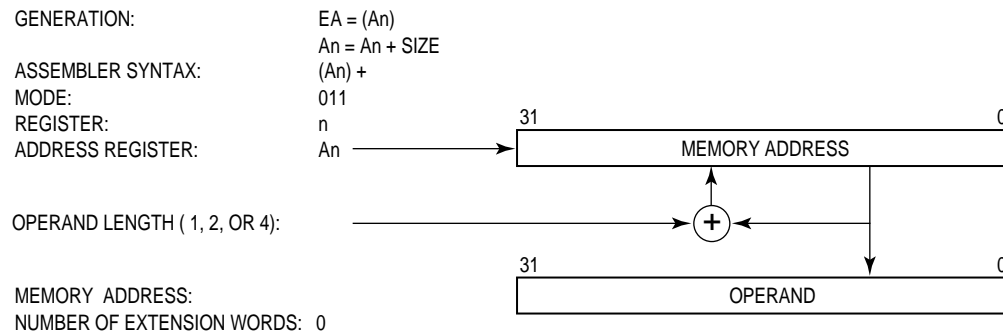 GENERATION: EA = (An)
An = An + SIZE
ASSEMBLER SYNTAX: (An) +
MODE: 011
REGISTER: n
ADDRESS REGISTER: An
31 0
MEMORY ADDRESS
OPERAND LENGTH ( 1, 2, OR 4): +
31 0
OPERAND
MEMORY ADDRESS:
NUMBER OF EXTENSION WORDS: 0